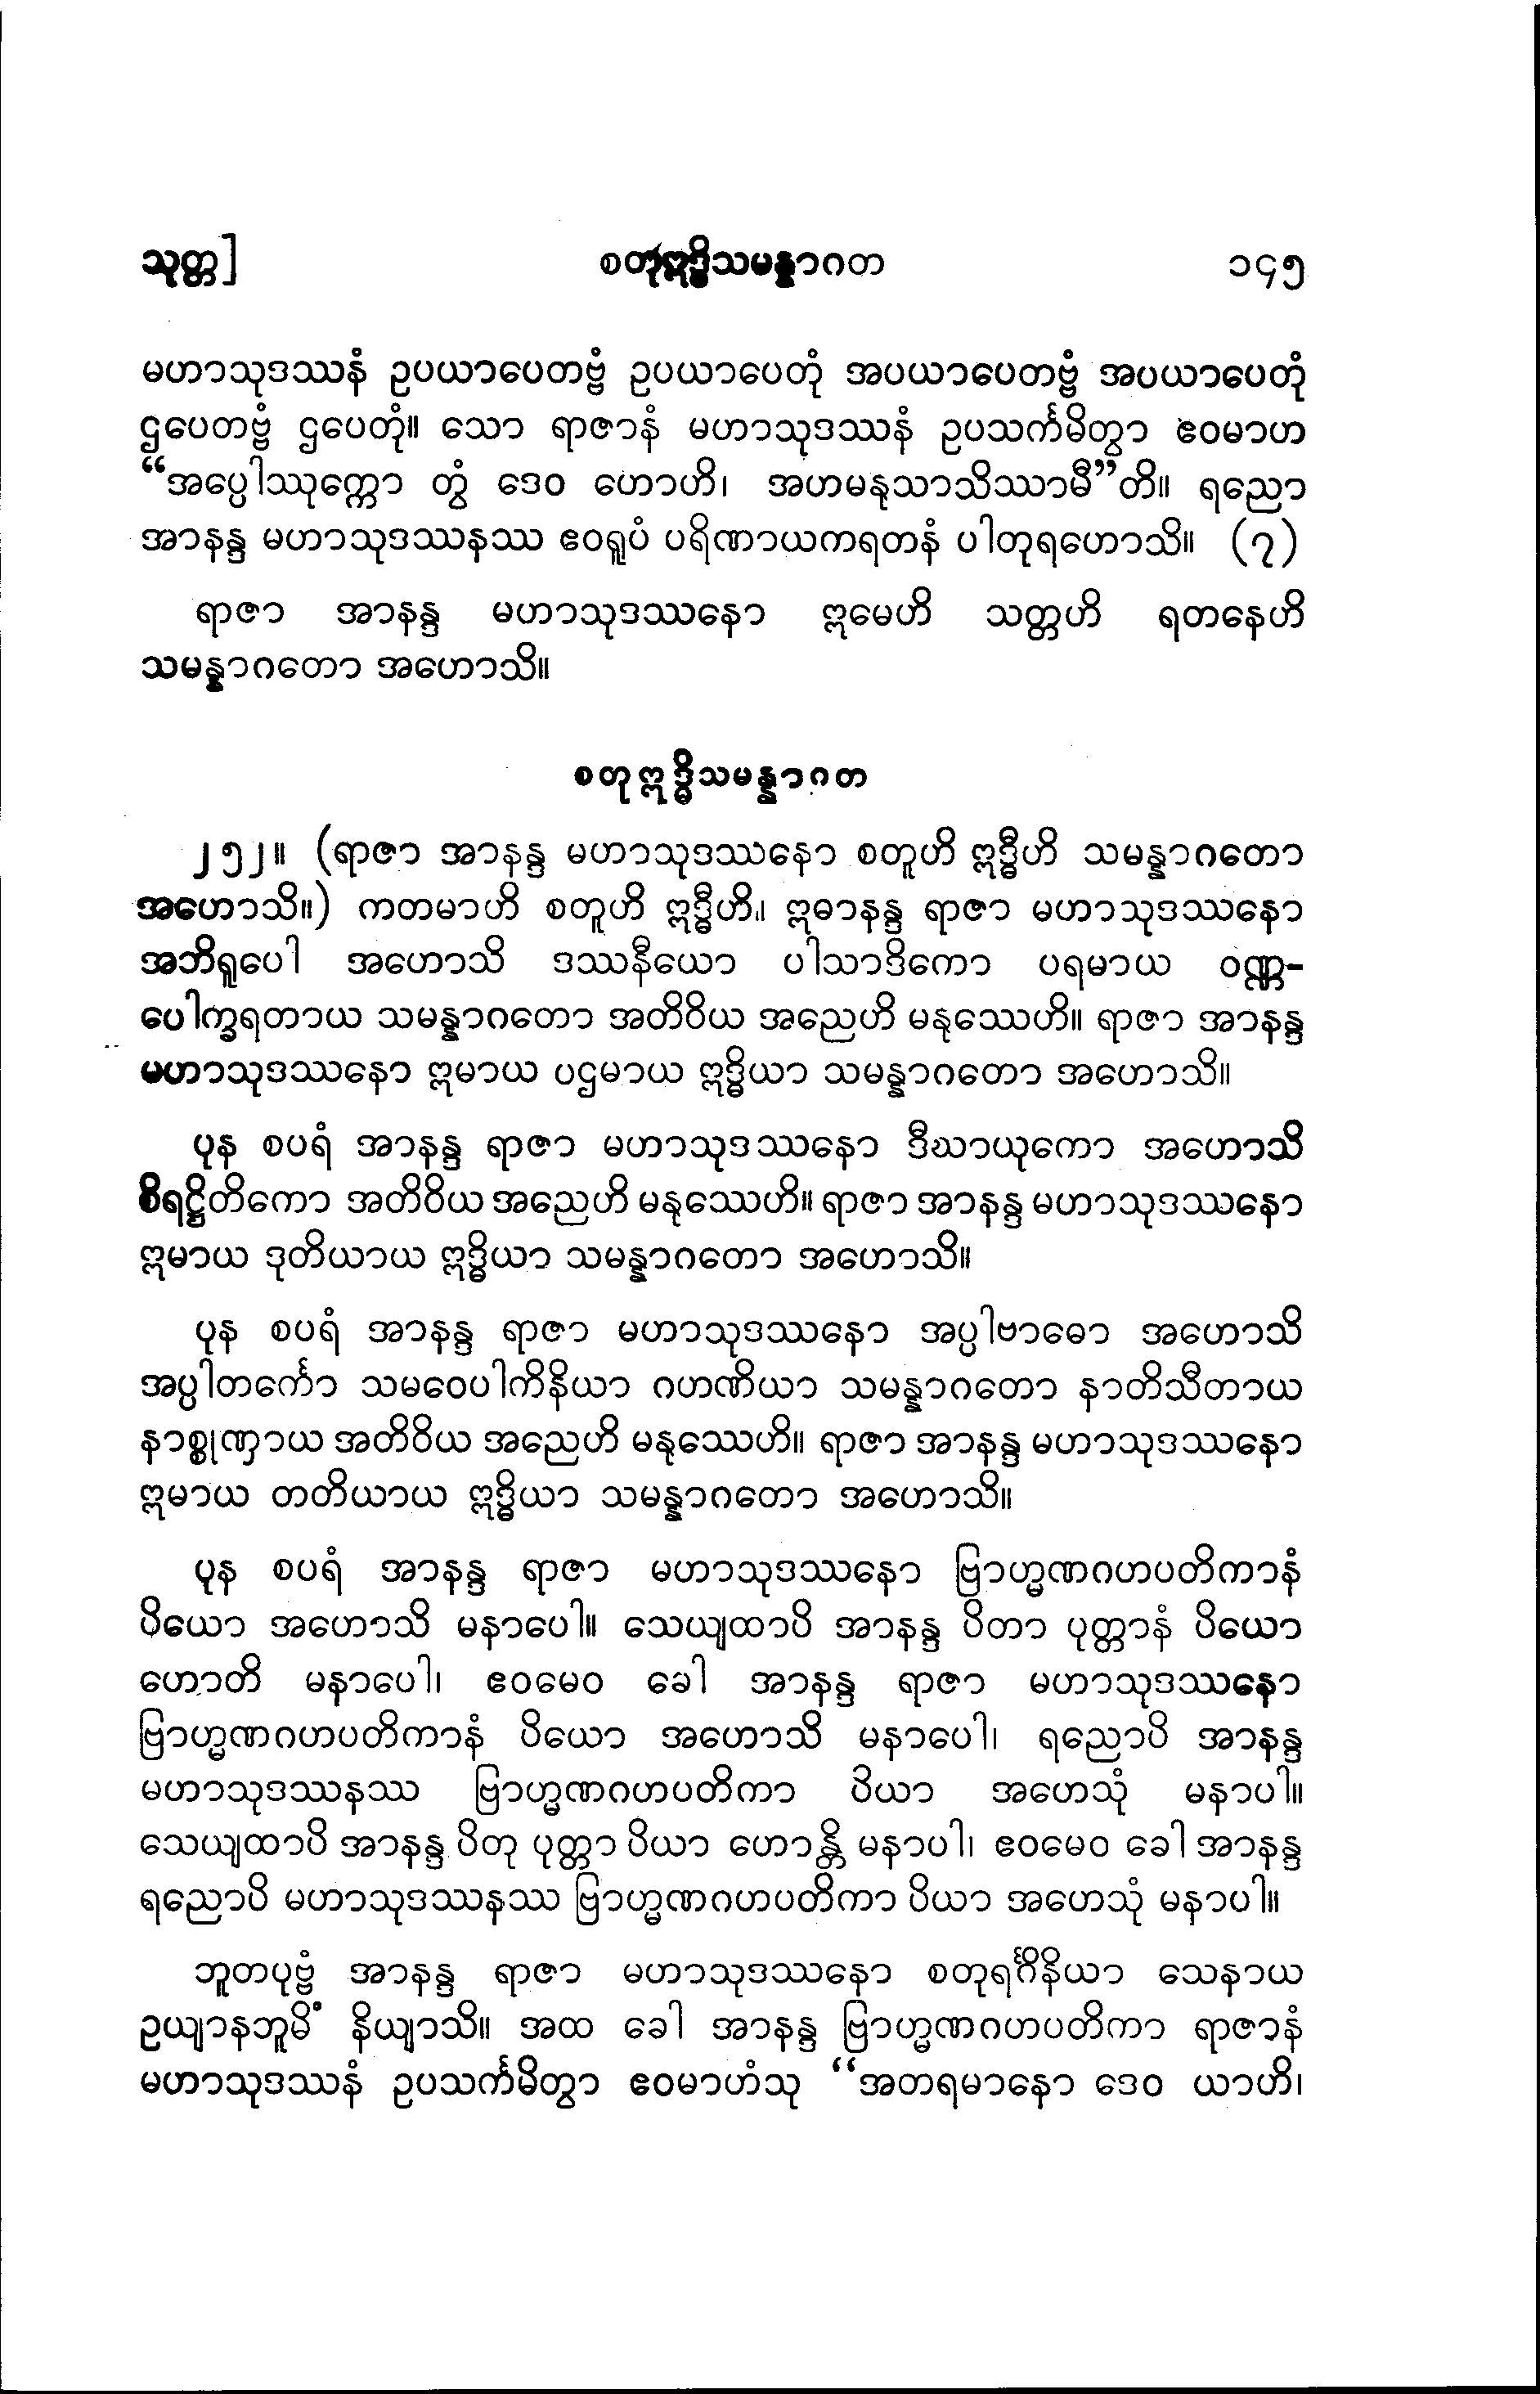 သုတ္တ] စတုဣဒ္ဓိသမန္နာဂတ ၁၄၅
မဟာသုဒဿနံ ဥပယာပေတဗ္ဗံ ဥပယာပေတုံ အပယာပေတဗ္ဗံ အပယာပေတုံ
ဌပေတဗ္ဗံ ဌပေတုံ။ သော ရာဇာနံ မဟာသုဒဿနံ ဥပသင်္ကမိတွာ ဧဝမာဟ
“အပ္ပေါဿုက္ကော တွံ ဒေဝ ဟောဟိ၊ အဟမနုသာသိဿာမီ”တိ။ ရညော
အာနန္ဒ မဟာသုဒဿနဿ ဧဝရူပံ ပရိဏာယကရတနံ ပါတုရဟောသိ။ (၇)
ရာဇာ အာနန္ဒ မဟာသုဒဿနော ဣမေဟိ သတ္တဟိ ရတနေဟိ
သမန္နာဂတော အဟောသိ။
စတုဣဒ္ဓိသမန္နာဂတ
၂၅၂။ (ရာဇာ အာနန္ဒ မဟာသုဒဿနော စတူဟိ ဣဒ္ဓီဟိ သမန္နာဂတော
အဟောသိ။) ကတမာဟိ စတူဟိ ဣဒ္ဓီဟိ။ ဣဓာနန္ဒ ရာဇာ မဟာသုဒဿနော
အဘိရူပေါ အဟောသိ ဒဿနီယော ပါသာဒိကော ပရမာယ ဝဏ္ဏ-
ပေါက္ခရတာယ သမန္နာဂတော အတိဝိယ အညေဟိ မနုဿေဟိ။ ရာဇာ အာနန္ဒ
မဟာသုဒဿနော ဣမာယ ပဌမာယ ဣဒ္ဓိယာ သမန္နာဂတော အဟောသိ။
ပုန စပရံ အာနန္ဒ ရာဇာ မဟာသုဒဿနော ဒီဃာယုကော အဟောသိ
စိရဋ္ဌိတိကော အတိဝိယ အညေဟိ မနုဿေဟိ။ ရာဇာ အာနန္ဒ မဟာသုဒဿနော
ဣမာယ ဒုတိယာယ ဣဒ္ဓိယာ သမန္နာဂတော အဟောသိ။
ပုန စပရံ အာနန္ဒ ရာဇာ မဟာသုဒဿနော အပ္ပါဗာဓော အဟောသိ
အပ္ပါတင်္ကော သမဝေပါကိနိယာ ဂဟဏိယာ သမန္နာဂတော နာတိသီတာယ
နာစ္စုဏှာယ အတိဝိယ အညေဟိ မနုဿေဟိ။ ရာဇာ အာနန္ဒ မဟာသုဒဿနော
ဣမာယ တတိယာယ ဣဒ္ဓိယာ သမန္နာဂတော အဟောသိ။
ပုန စပရံ အာနန္ဒ ရာဇာ မဟာသုဒဿနော ဗြာဟ္မဏဂဟပတိကာနံ
ပိယော အဟောသိ မနာပေါ။ သေယျထာပိ အာနန္ဒ ပိတာ ပုတ္တာနံ ပိယော
ဟောတိ မနာပေါ၊ ဧဝမေဝ ခေါ အာနန္ဒ ရာဇာ မဟာသုဒဿနော
ဗြာဟ္မဏဂဟပတိကာနံ ပိယော အဟောသိ မနာပေါ၊ ရညောပိ အာနန္ဒ
မဟာသုဒဿနဿ ဗြာဟ္မဏဂဟပတိကာ ပိယာ အဟေသုံ မနာပါ။
သေယျထာပိ အာနန္ဒ ပိတု ပုတ္တာ ပိယာ ဟောန္တိ မနာပါ၊ ဧဝမေဝ ခေါ အာနန္ဒ
ရညောပိ မဟာသုဒဿနဿ ဗြာဟ္မဏဂဟပတိကာ ပိယာ အဟေသုံ မနာပါ။
ဘူတပုဗ္ဗံ အာနန္ဒ ရာဇာ မဟာသုဒဿနော စတုရင်္ဂိနိယာ သေနာယ
ဥယျာနဘူမိံ နိယျာသိ။ အထ ခေါ အာနန္ဒ ဗြာဟ္မဏဂဟပတိကာ ရာဇာနံ
မဟာသုဒဿနံ ဥပသင်္ကမိတွာ ဧဝမာဟံသု “အတရမာနော ဒေဝ ယာဟိ၊